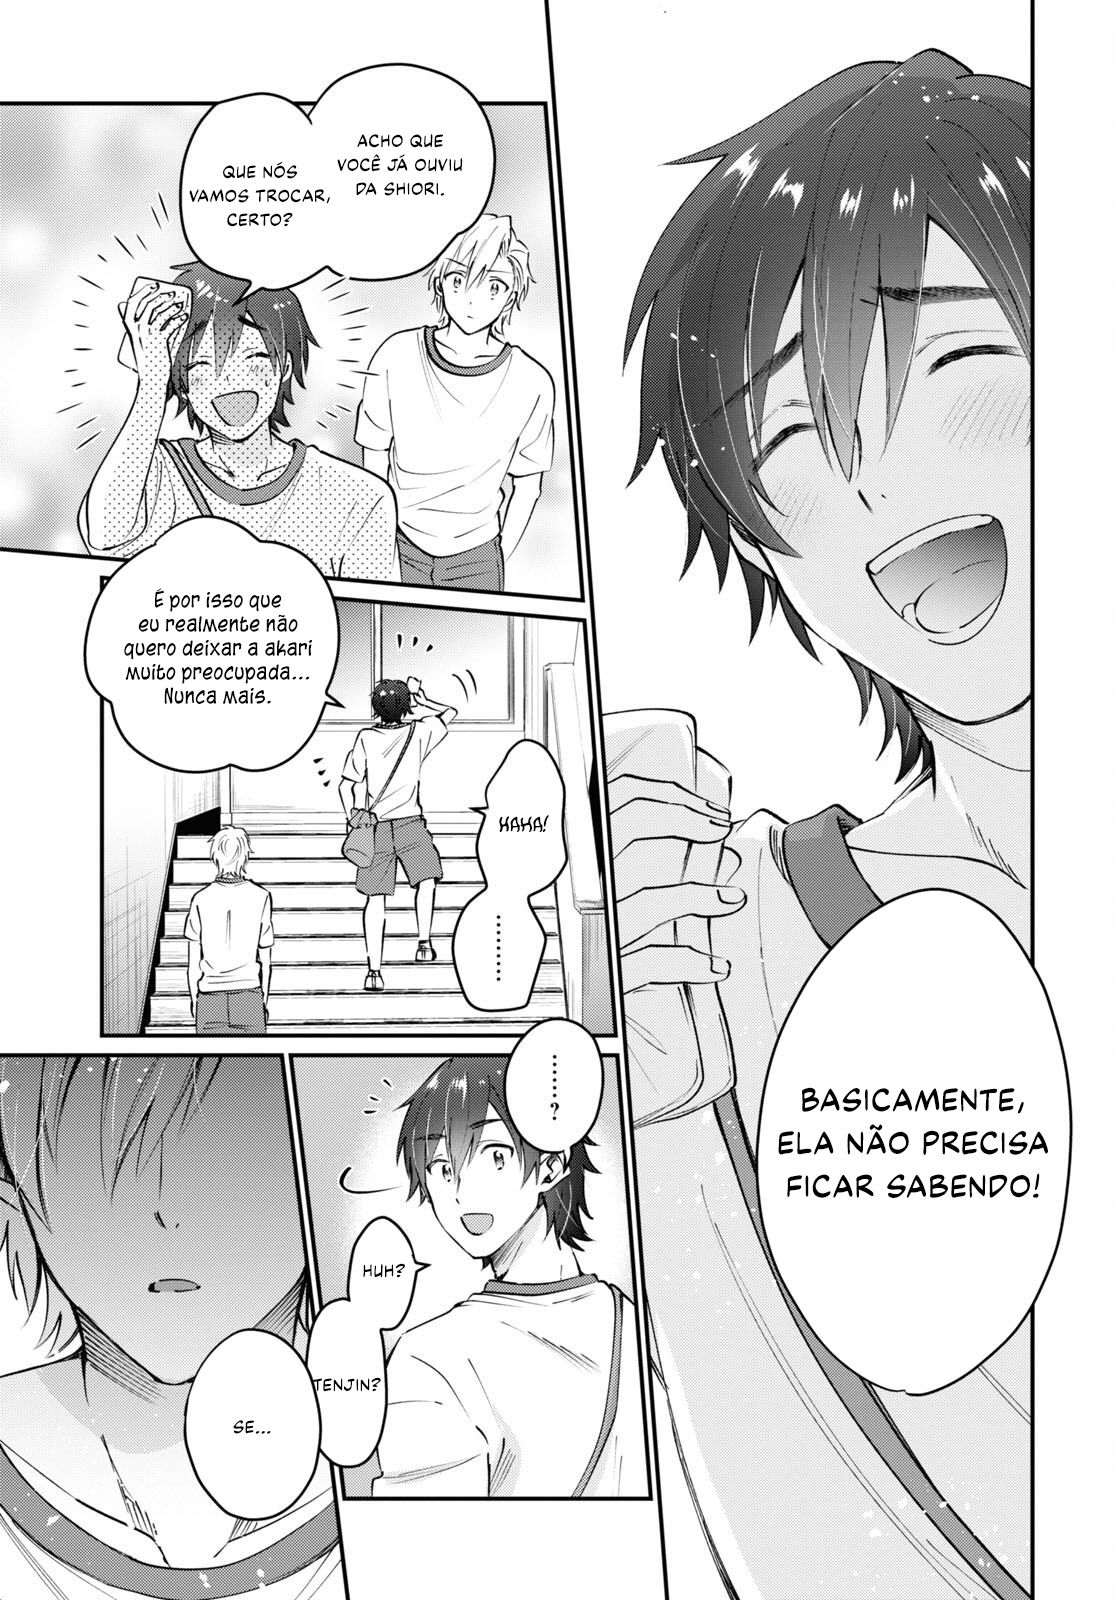 BASICAMENTE,
ELA NÃO PRECISA
FICAR SABENDO!
ACHO QUE
VOCÊ JÁ OUVIU
DA SHIORI.
QUE NÓS
VAMOS TROCAR,
CERTO?
É por isso que
eu realmente não
quero deixar a akari
muito preocupada...
Nunca mais.
HAHA!
.........
.........?
HUH?
TENJIN?
SE...